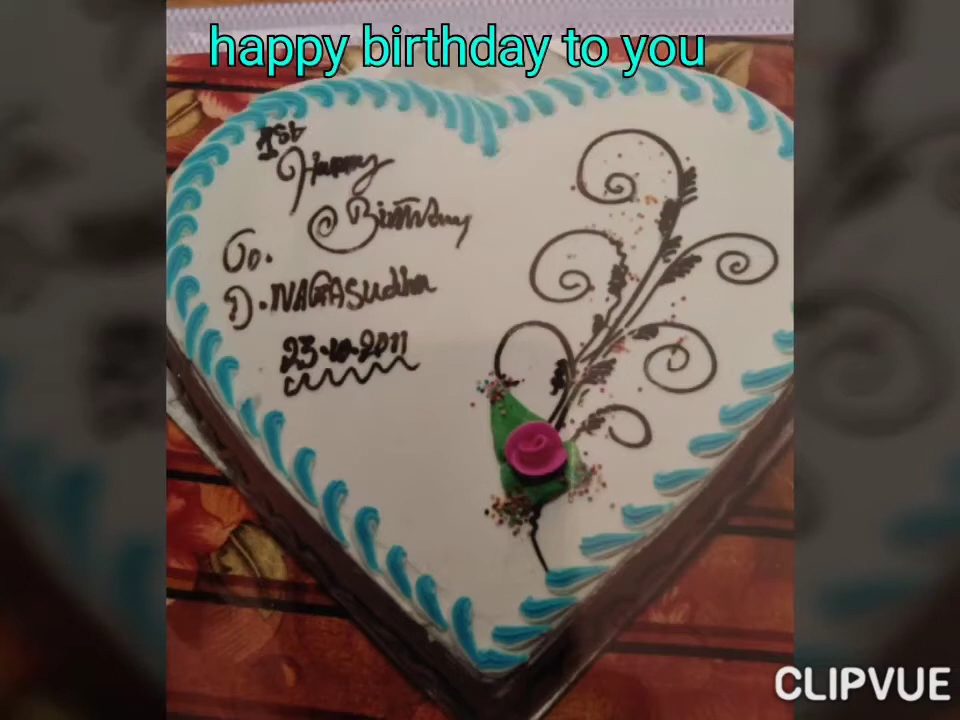 happy birthday to you
1st
Happy
Birthday
To.
D. NAGASudha
23-10-2011
CLIPVUE